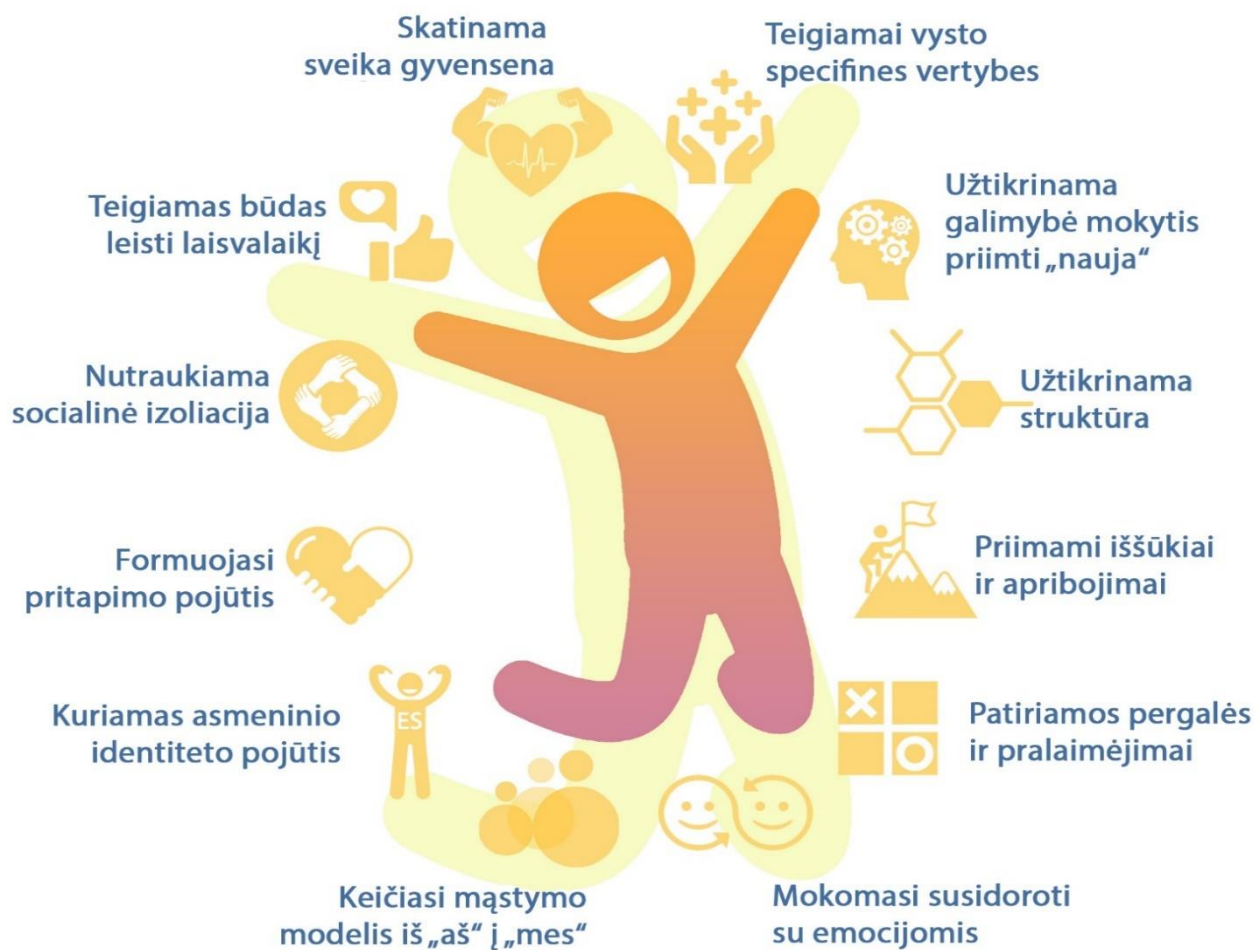 Skatinama
sveika gyvensena
Teigiamai vysto
specifines vertybes
Teigiamas būdas
leisti laisvalaikį
Užtikrinama
galimybė mokytis
priimti „nauja“
Nutraukiama
socialinė izoliacija
Užtikrinama
struktūra
Formuojasi
pritapimo pojūtis
Priimami iššūkiai
ir apribojimai
Kuriamas asmeninio
identiteto pojūtis
ES
Patiriamos pergalės
ir pralaimėjimai
Keičiasi mąstymo
modelis iš „aš“ į „mes“
Mokomasi susidoroti
su emocijomis